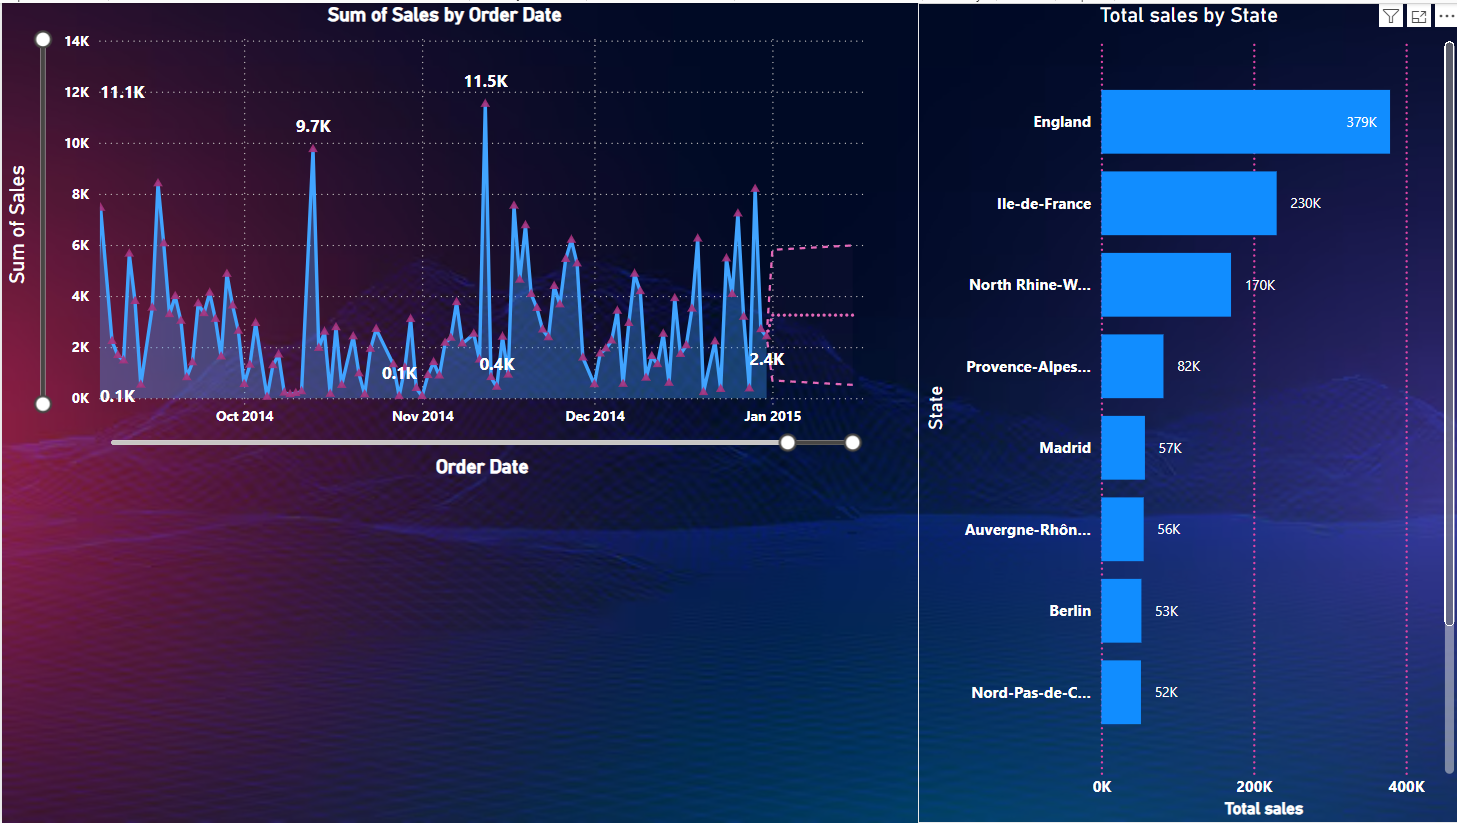 Sum of Sales by Order Date
14K
12K
10K
8K
6K
4K
2K
0K
Sum of Sales
11.1K
9.7K
11.5K
0.1K
0.1K
0.4K
2.4K
Oct 2014
Nov 2014
Dec 2014
Jan 2015
Order Date
Total sales by State
State
England
379K
Ile-de-France
230K
North Rhine-W...
170K
Provence-Alpes...
82K
Madrid
57K
Auvergne-Rhôn...
56K
Berlin
53K
Nord-Pas-de-C...
52K
0K
200K
400K
Total sales